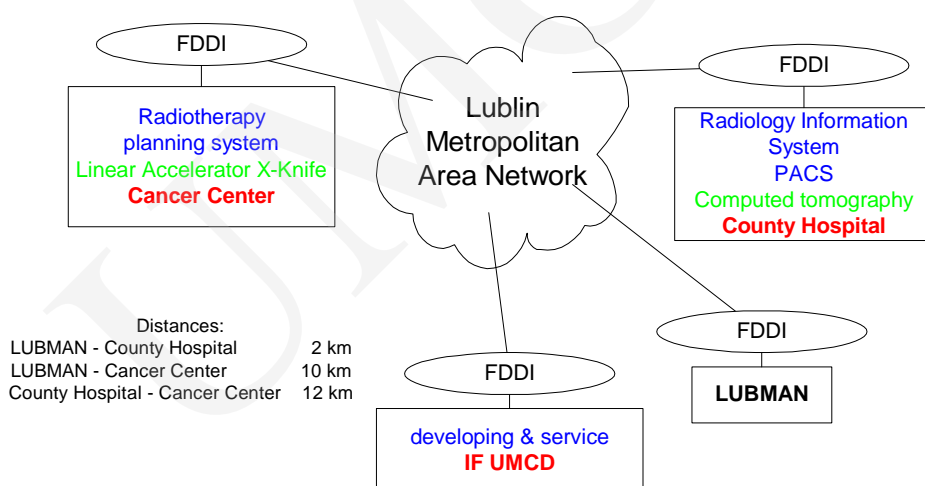 FDDI
Radiotherapy
planning system
Linear Accelerator X-Knife
Cancer Center
Lublin
Metropolitan
Area Network
FDDI
Radiology Information
System
PACS
Computed tomography
County Hospital
Distances:
LUBMAN - County Hospital 2 km
LUBMAN - Cancer Center 10 km
County Hospital - Cancer Center 12 km
FDDI
developing & service
IF UMCD
FDDI
LUBMAN